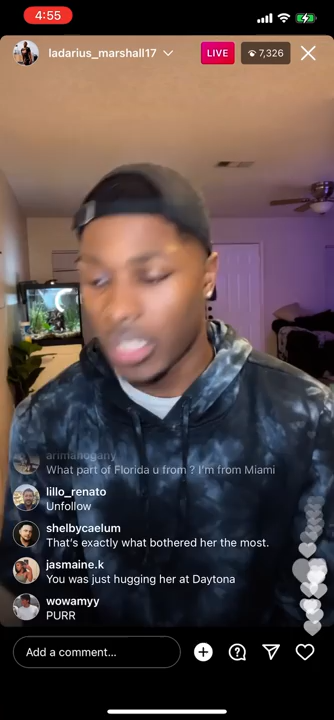 4:55
ladarius_marshall17
LIVE
7,326
arimahogany
What part of Florida u from ? I'm from Miami
lillo_renato
Unfollow
shelbycaelum
That's exactly what bothered her the most.
jasmaine.k
You was just hugging her at Daytona
wowamyy
PURR
Add a comment...